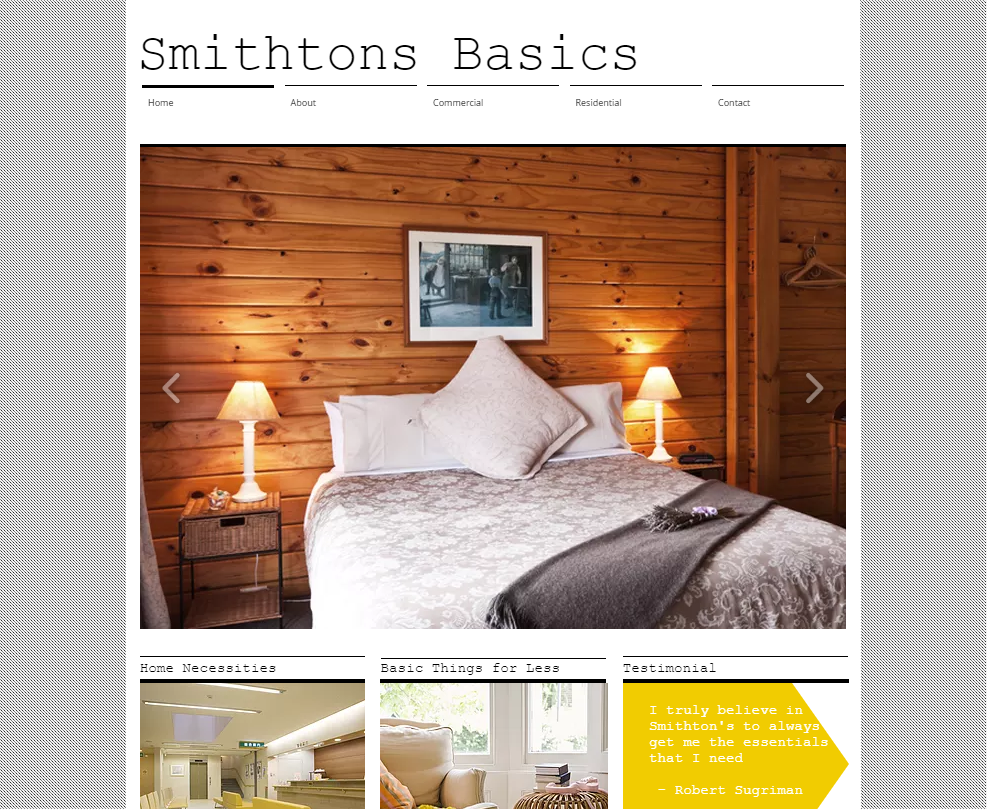 Smithtons Basics
Home About Commercial Residential Contact
Home Necessities
Basic Things for Less
Testimonial
I truly believe in
Smithton's to always
get me the essentials
that I need
– Robert Sugriman